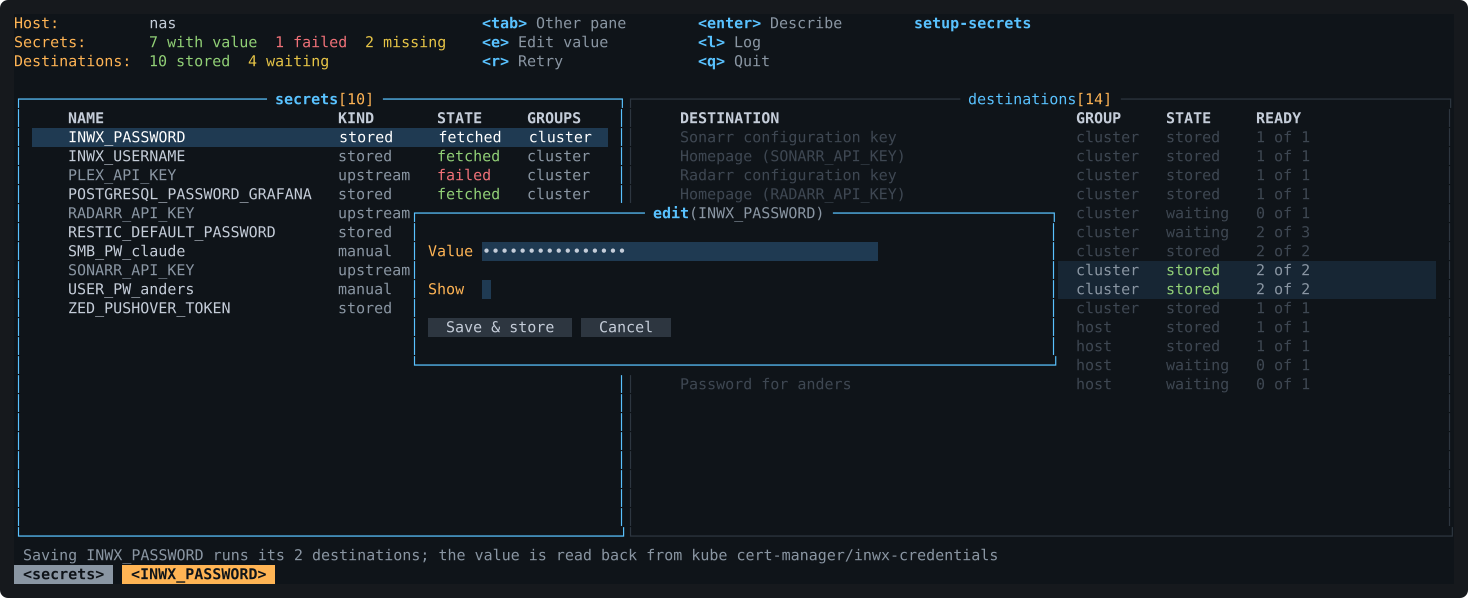 Host: nas <tab> Other pane <enter> Describe setup-secrets
Secrets: 7 with value 1 failed 2 missing <e> Edit value <l> Log
Destinations: 10 stored 4 waiting <r> Retry <q> Quit
secrets[10] destinations[14]
NAME KIND STATE GROUPS DESTINATION GROUP STATE READY
INWX_PASSWORD stored fetched cluster Sonarr configuration key cluster stored 1 of 1
INWX_USERNAME stored fetched cluster Homepage (SONARR_API_KEY) cluster stored 1 of 1
PLEX_API_KEY upstream failed cluster Radarr configuration key cluster stored 1 of 1
POSTGRESQL_PASSWORD_GRAFANA stored fetched cluster Homepage (RADARR_API_KEY) cluster stored 1 of 1
RADARR_API_KEY upstream edit(INWX_PASSWORD) cluster waiting 0 of 1
RESTIC_DEFAULT_PASSWORD stored cluster waiting 2 of 3
SMB_PW_claude manual Value •••••••••••••••• cluster stored 2 of 2
SONARR_API_KEY upstream cluster stored 2 of 2
USER_PW_anders manual Show cluster stored 2 of 2
ZED_PUSHOVER_TOKEN stored cluster stored 1 of 1
Save & store Cancel host stored 1 of 1
host stored 1 of 1
host waiting 0 of 1
Password for anders host waiting 0 of 1
Saving INWX_PASSWORD runs its 2 destinations; the value is read back from kube cert-manager/inwx-credentials
<secrets> <INWX_PASSWORD>